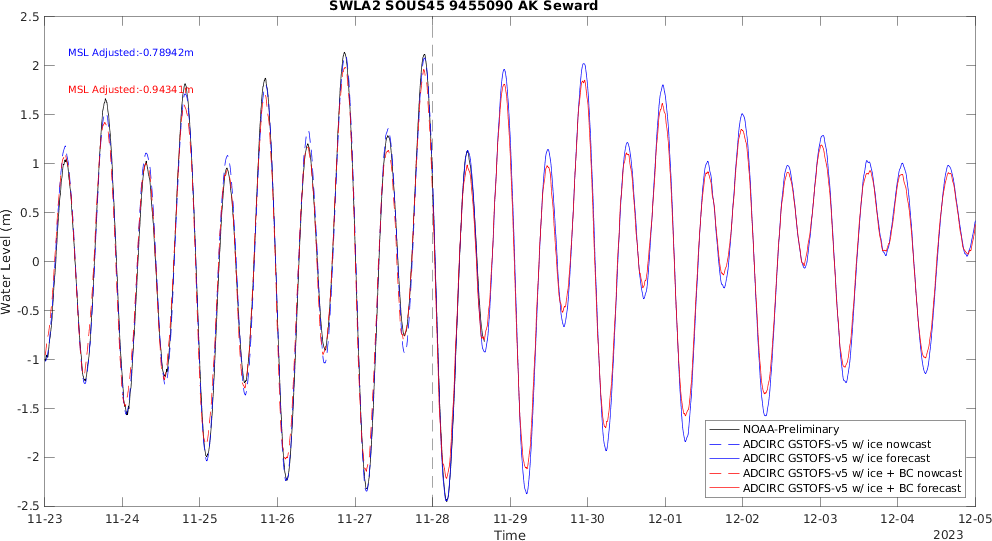 SWLA2 SOUS45 9455090 AK Seward
MSL Adjusted:-0.78942m
MSL Adjusted:-0.94341m
Water Level (m)
2.5
2
1.5
1
0.5
0
-0.5
-1
-1.5
-2
-2.5
NOAA-Preliminary
ADCIRC GSTOFS-v5 w/ ice nowcast
ADCIRC GSTOFS-v5 w/ ice forecast
ADCIRC GSTOFS-v5 w/ice + BC nowcast
ADCIRC GSTOFS-v5 w/ice + BC forecast
11-23 11-24 11-25 11-26 11-27 11-28 11-29 11-30 12-01 12-02 12-03 12-04 12-05
Time
2023